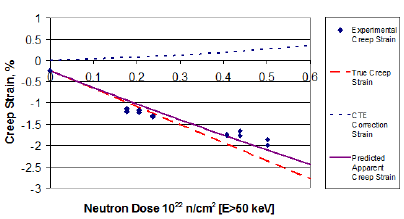 1
0.5
0
-0.5
-1
-1.5
-2
-2.5
-3
0 0.1 0.2 0.3 0.4 0.5 0.6
Creep Strain, %
Neutron Dose 10²² n/cm² [E>50 keV]
Experimental
Creep Strain
True Creep
Strain
CTE
Correction
Strain
Predicted
Apparent
Creep Strain